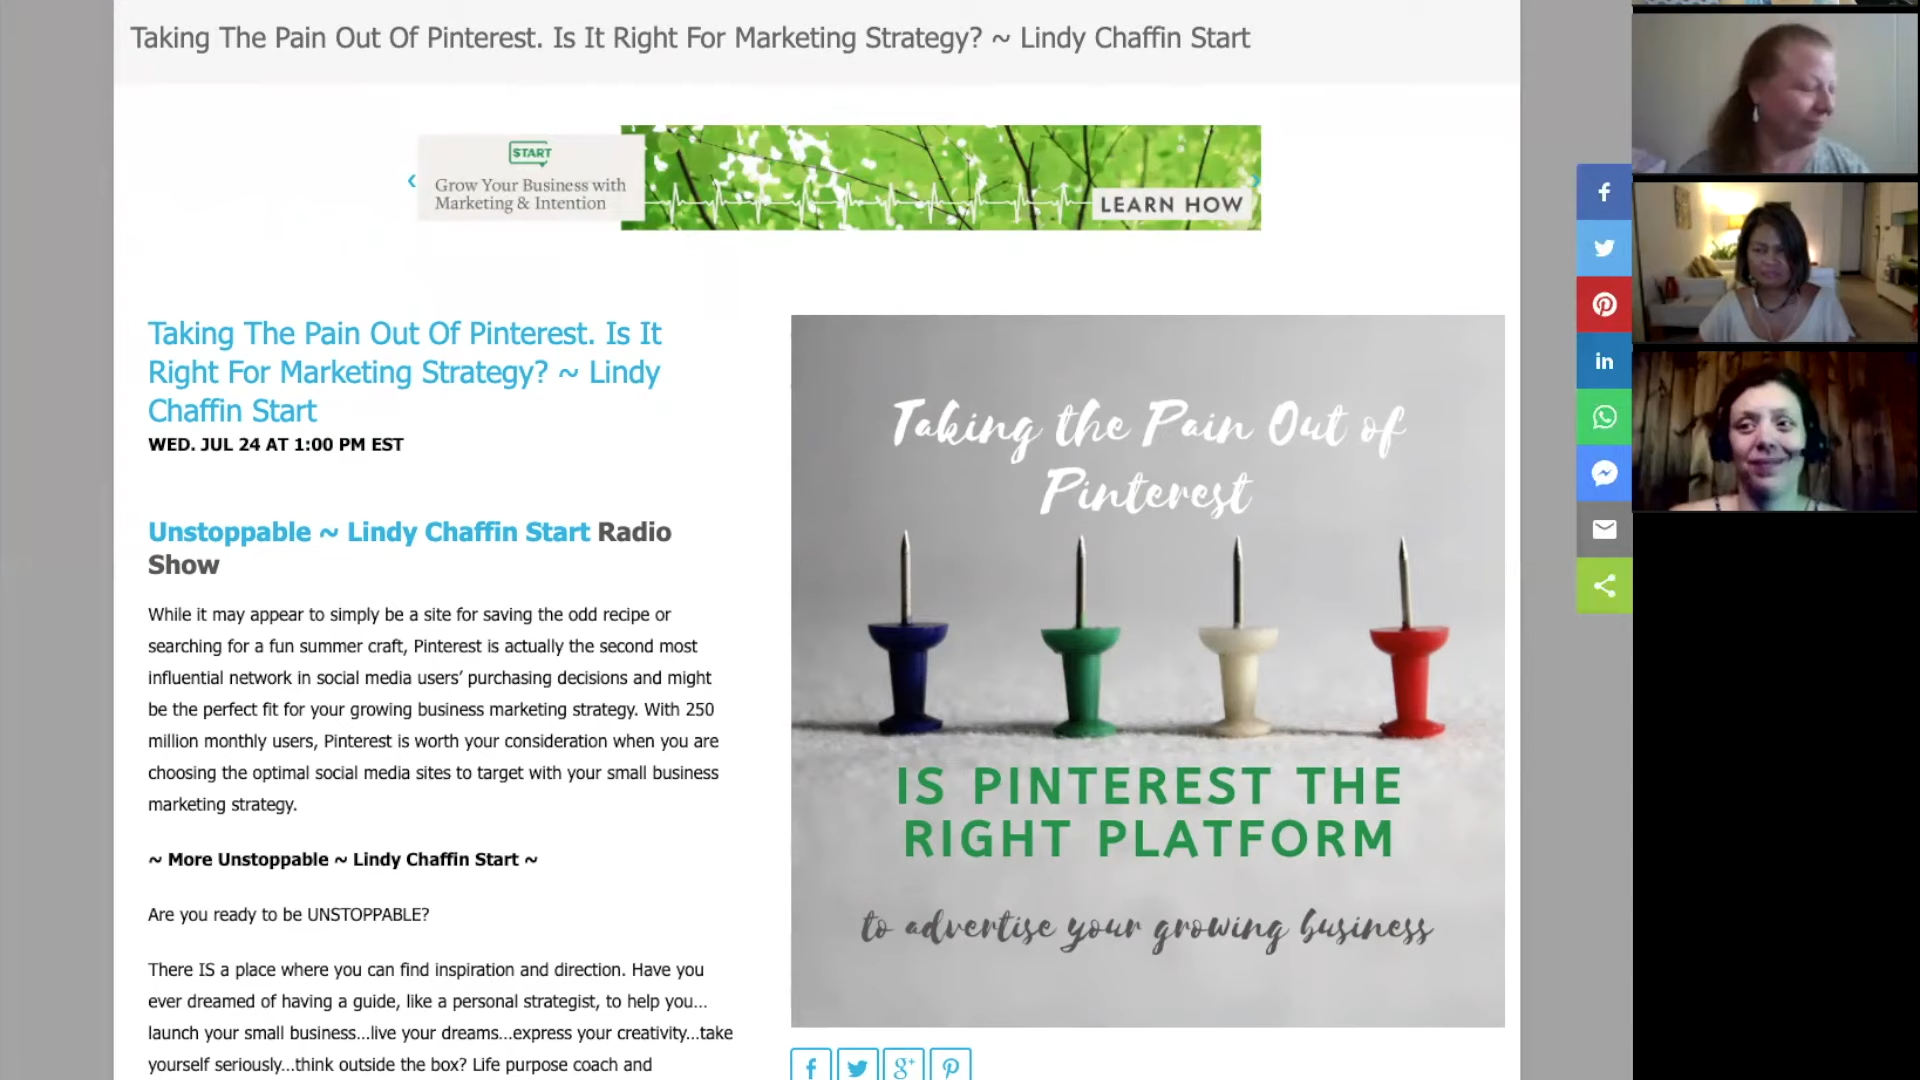 Taking The Pain Out Of Pinterest. Is It Right For Marketing Strategy? ~ Lindy Chaffin Start
START
Grow Your Business with
Marketing & Intention
LEARN HOW
Taking The Pain Out Of Pinterest. Is It
Right For Marketing Strategy? ~ Lindy
Chaffin Start
WED. JUL 24 AT 1:00 PM EST
Unstoppable ~ Lindy Chaffin Start Radio
Show
While it may appear to simply be a site for saving the odd recipe or
searching for a fun summer craft, Pinterest is actually the second most
influential network in social media users’ purchasing decisions and might
be the perfect fit for your growing business marketing strategy. With 250
million monthly users, Pinterest is worth your consideration when you are
choosing the optimal social media sites to target with your small business
marketing strategy.
~ More Unstoppable ~ Lindy Chaffin Start ~
Are you ready to be UNSTOPPABLE?
There IS a place where you can find inspiration and direction. Have you
ever dreamed of having a guide, like a personal strategist, to help you…
launch your small business…live your dreams…express your creativity…take
yourself seriously…think outside the box? Life purpose coach and
Taking the Pain Out of
Pinterest
IS PINTEREST THE
RIGHT PLATFORM
to advertise your growing business